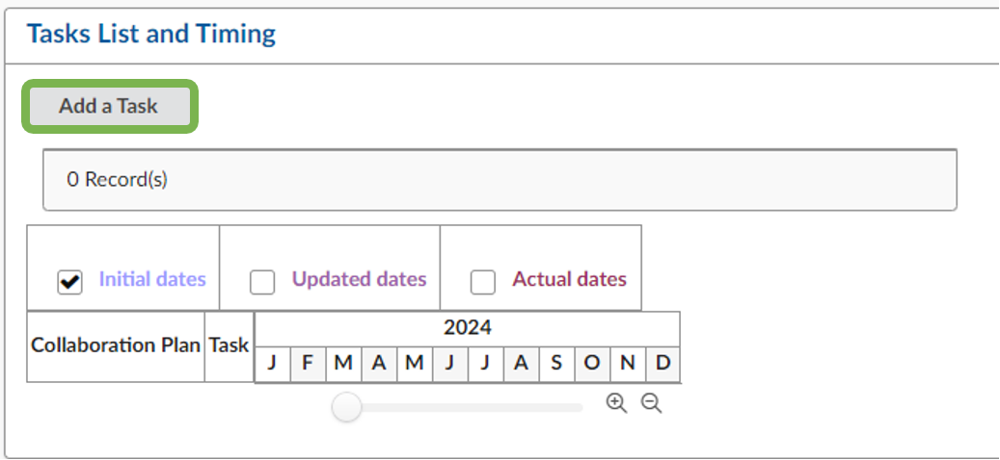 Tasks List and Timing
Add a Task
0 Record(s)
Initial dates Updated dates Actual dates
Collaboration Plan Task 2024
J F M A M J J A S O N D